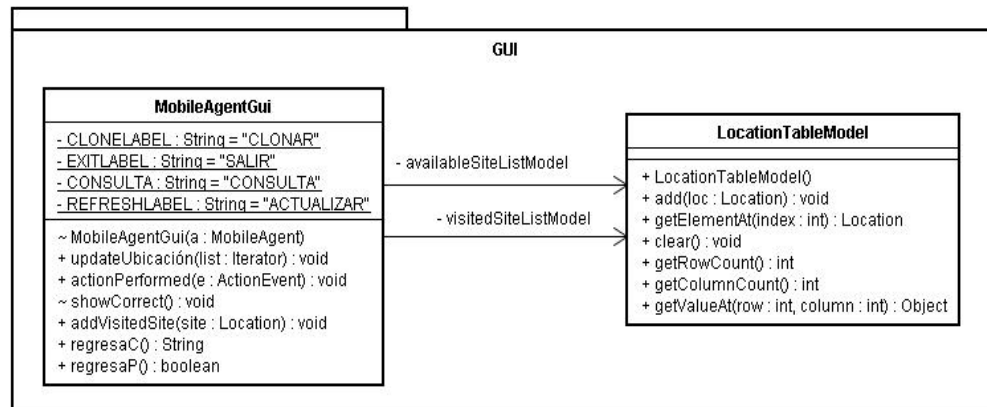 GUI
MobileAgentGui
- CLONELABEL : String = "CLONAR"
- EXITLABEL : String = "SALIR"
- CONSULTA : String = "CONSULTA"
- REFRESHLABEL : String = "ACTUALIZAR"
~ MobileAgentGui(a : MobileAgent)
+ updateUbicación(list : Iterator) : void
+ actionPerformed(e : ActionEvent) : void
~ showCorrect() : void
+ addVisitedSite(site : Location) : void
+ regresaC() : String
+ regresaP() : boolean
- availableSiteListModel
- visitedSiteListModel
LocationTableModel
+ LocationTableModel()
+ add(loc : Location) : void
+ getElementAt(index : int) : Location
+ clear() : void
+ getRowCount() : int
+ getColumnCount() : int
+ getValueAt(row : int, column : int) : Object